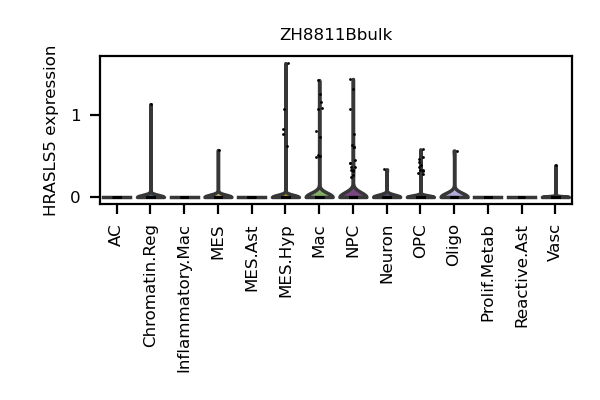 ZH8811Bbulk
HRASLS5 expression
1
0
AC
Chromatin.Reg
Inflammatory.Mac
MES
MES.Ast
MES.Hyp
Mac
NPC
Neuron
OPC
Oligo
Prolif.Metab
Reactive.Ast
Vasc